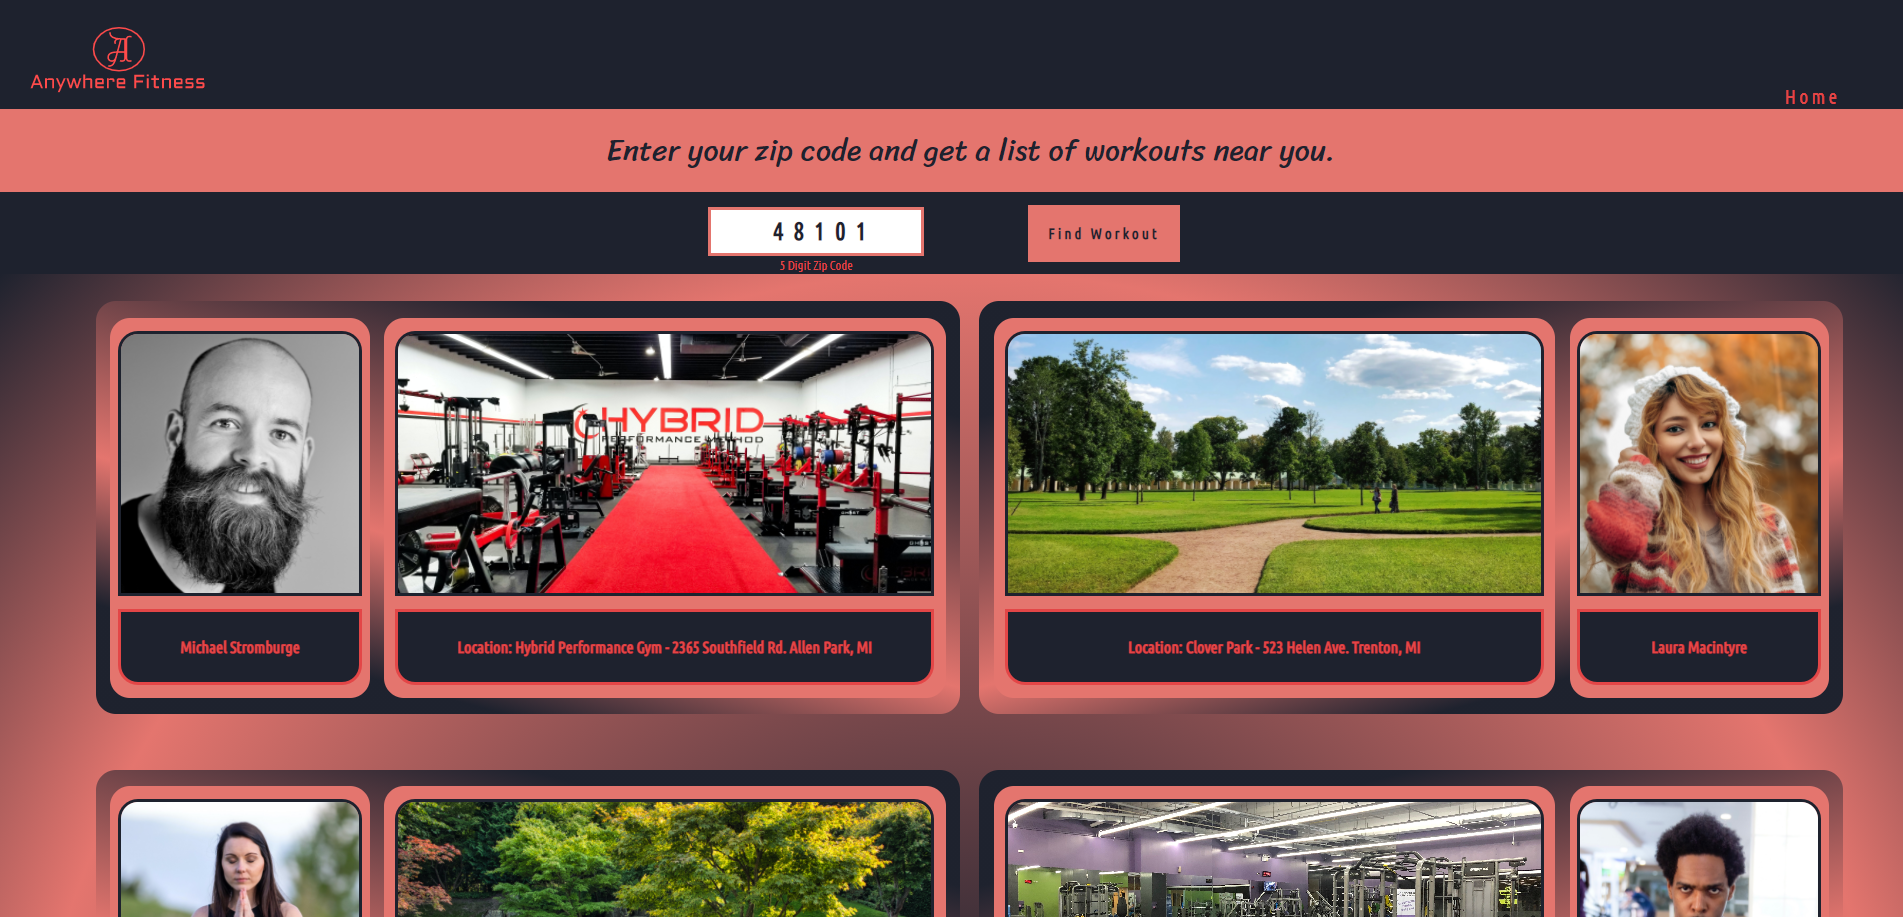 A
Anywhere Fitness
Home
Enter your zip code and get a list of workouts near you.
48101
Find Workout
5 Digit Zip Code
HYBRID
PERFORMANCE METHOD
Michael Stromburge
Location: Hybrid Performance Gym - 2365 Southfield Rd. Allen Park, MI
Location: Clover Park - 523 Helen Ave. Trenton, MI
Laura Macintyre